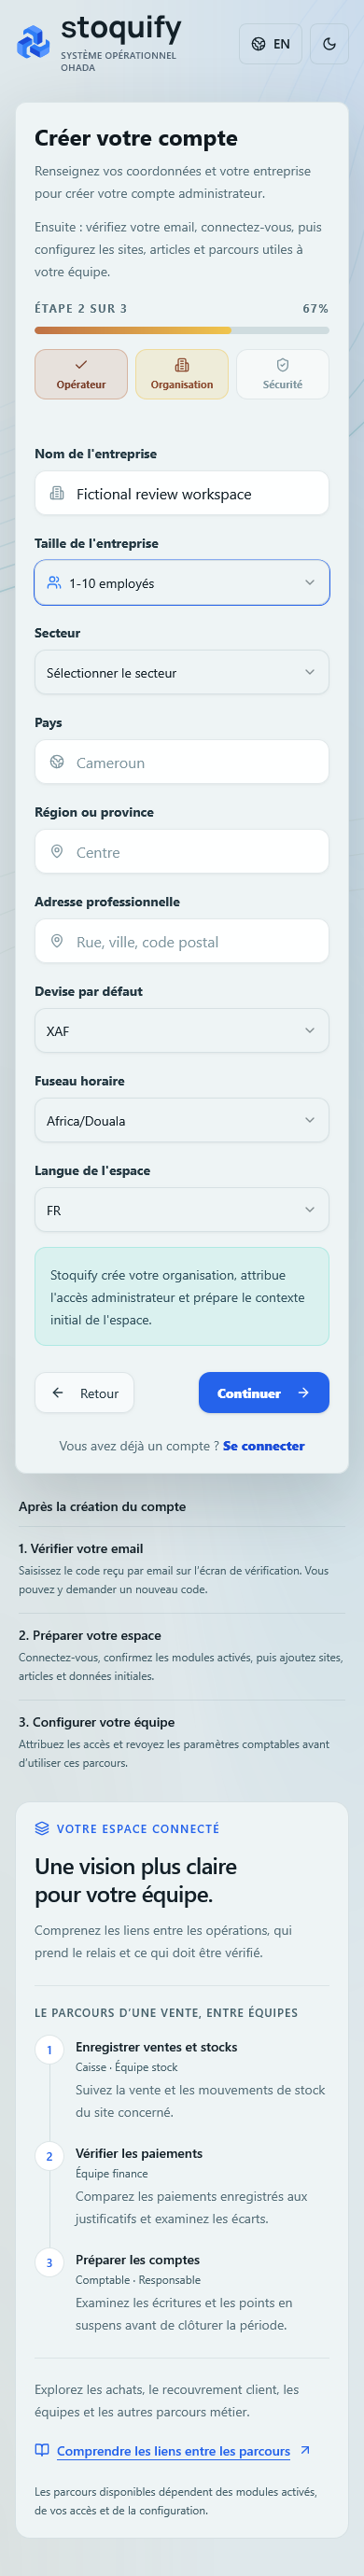 stoquify
SYSTÈME OPÉRATIONNEL
OHADA
EN
Créer votre compte
Renseignez vos coordonnées et votre entreprise
pour créer votre compte administrateur.
Ensuite : vérifiez votre email, connectez-vous, puis
configurez les sites, articles et parcours utiles à
votre équipe.
ÉTAPE 2 SUR 3
67%
Opérateur
Organisation
Sécurité
Nom de l'entreprise
Fictional review workspace
Taille de l'entreprise
1-10 employés
Secteur
Sélectionner le secteur
Pays
Cameroun
Région ou province
Centre
Adresse professionnelle
Rue, ville, code postal
Devise par défaut
XAF
Fuseau horaire
Africa/Douala
Langue de l'espace
FR
Stoquify crée votre organisation, attribue
l'accès administrateur et prépare le contexte
initial de l'espace.
Retour
Continuer
Vous avez déjà un compte ? Se connecter
Après la création du compte
1. Vérifier votre email
Saisissez le code reçu par email sur l'écran de vérification. Vous
pouvez y demander un nouveau code.
2. Préparer votre espace
Connectez-vous, confirmez les modules activés, puis ajoutez sites,
articles et données initiales.
3. Configurer votre équipe
Attribuez les accès et revoyez les paramètres comptables avant
d'utiliser ces parcours.
VOTRE ESPACE CONNECTÉ
Une vision plus claire
pour votre équipe.
Comprenez les liens entre les opérations, qui
prend le relais et ce qui doit être vérifié.
LE PARCOURS D'UNE VENTE, ENTRE ÉQUIPES
1
Enregistrer ventes et stocks
Caisse · Équipe stock
Suivez la vente et les mouvements de stock
du site concerné.
2
Vérifier les paiements
Équipe finance
Comparez les paiements enregistrés aux
justificatifs et examinez les écarts.
3
Préparer les comptes
Comptable · Responsable
Examinez les écritures et les points en
suspens avant de clôturer la période.
Explorez les achats, le recouvrement client, les
équipes et les autres parcours métier.
Comprendre les liens entre les parcours
Les parcours disponibles dépendent des modules activés,
de vos accès et de la configuration.